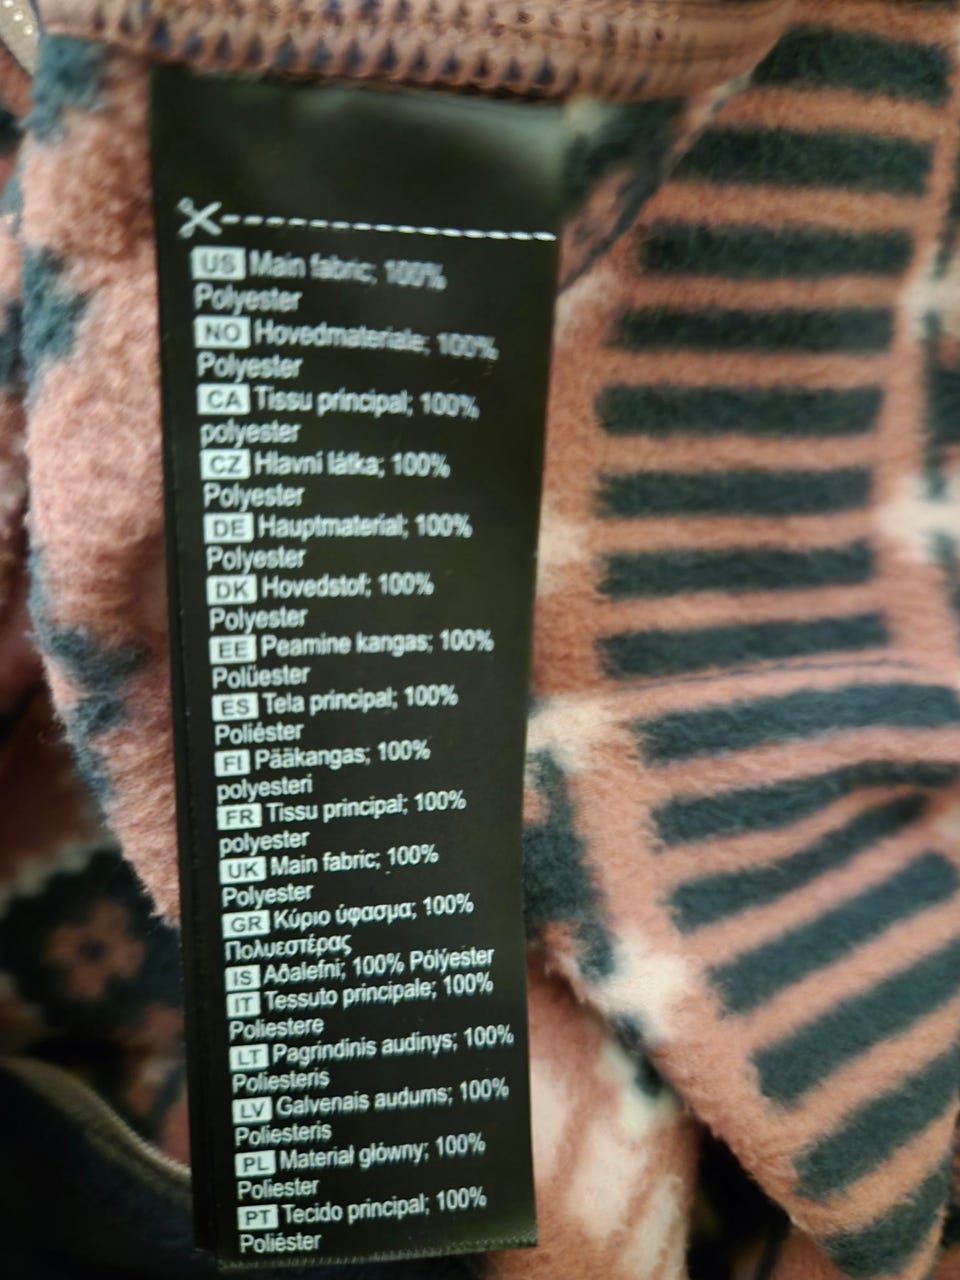 US Main fabric; 100%
Polyester
NO Hovedmateriale; 100%
Polyester
CA Tissu principal; 100%
polyester
CZ Hlavní látka; 100%
Polyester
DE Hauptmaterial; 100%
Polyester
DK Hovedstof; 100%
Polyester
EE Peamine kangas; 100%
Polüester
ES Tela principal; 100%
Poliéster
FI Pääkangas; 100%
polyesteri
FR Tissu principal; 100%
polyester
UK Main fabric; 100%
Polyester
GR Κύριο ύφασμα; 100%
Πολυεστέρας
IS Aðalefni; 100% Pólýester
IT Tessuto principale; 100%
Poliestere
LT Pagrindinis audinys; 100%
Poliesteris
LV Galvenais audums; 100%
Poliesteris
PL Materiał główny; 100%
Poliester
PT Tecido principal; 100%
Poliéster